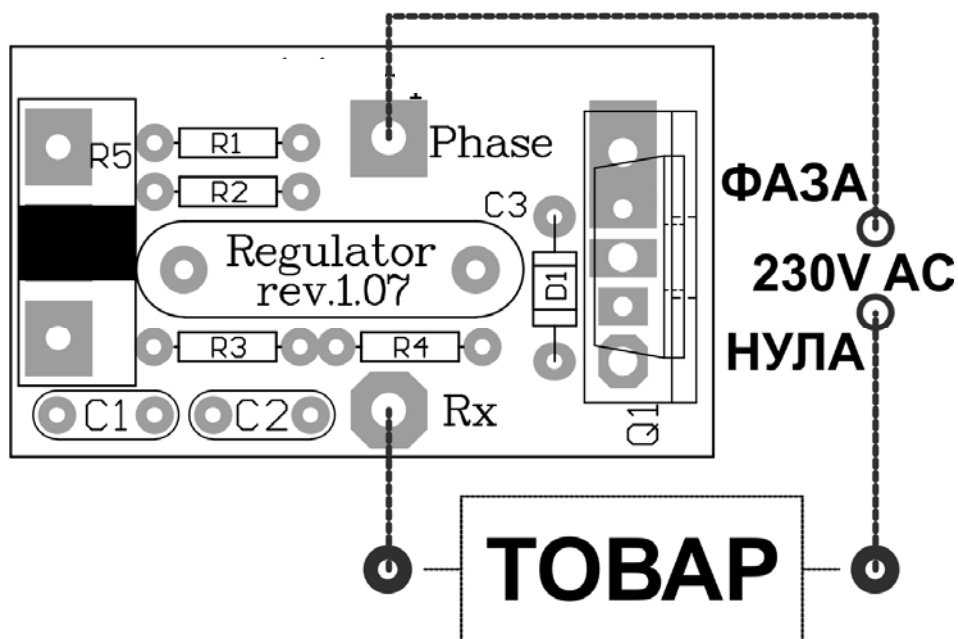 R5
R1
R2
Phase
C3
ФАЗА
Regulator
rev.1.07
D1
230V AC
R3
R4
НУЛА
C1
C2
Rx
Q1
ТОВАР